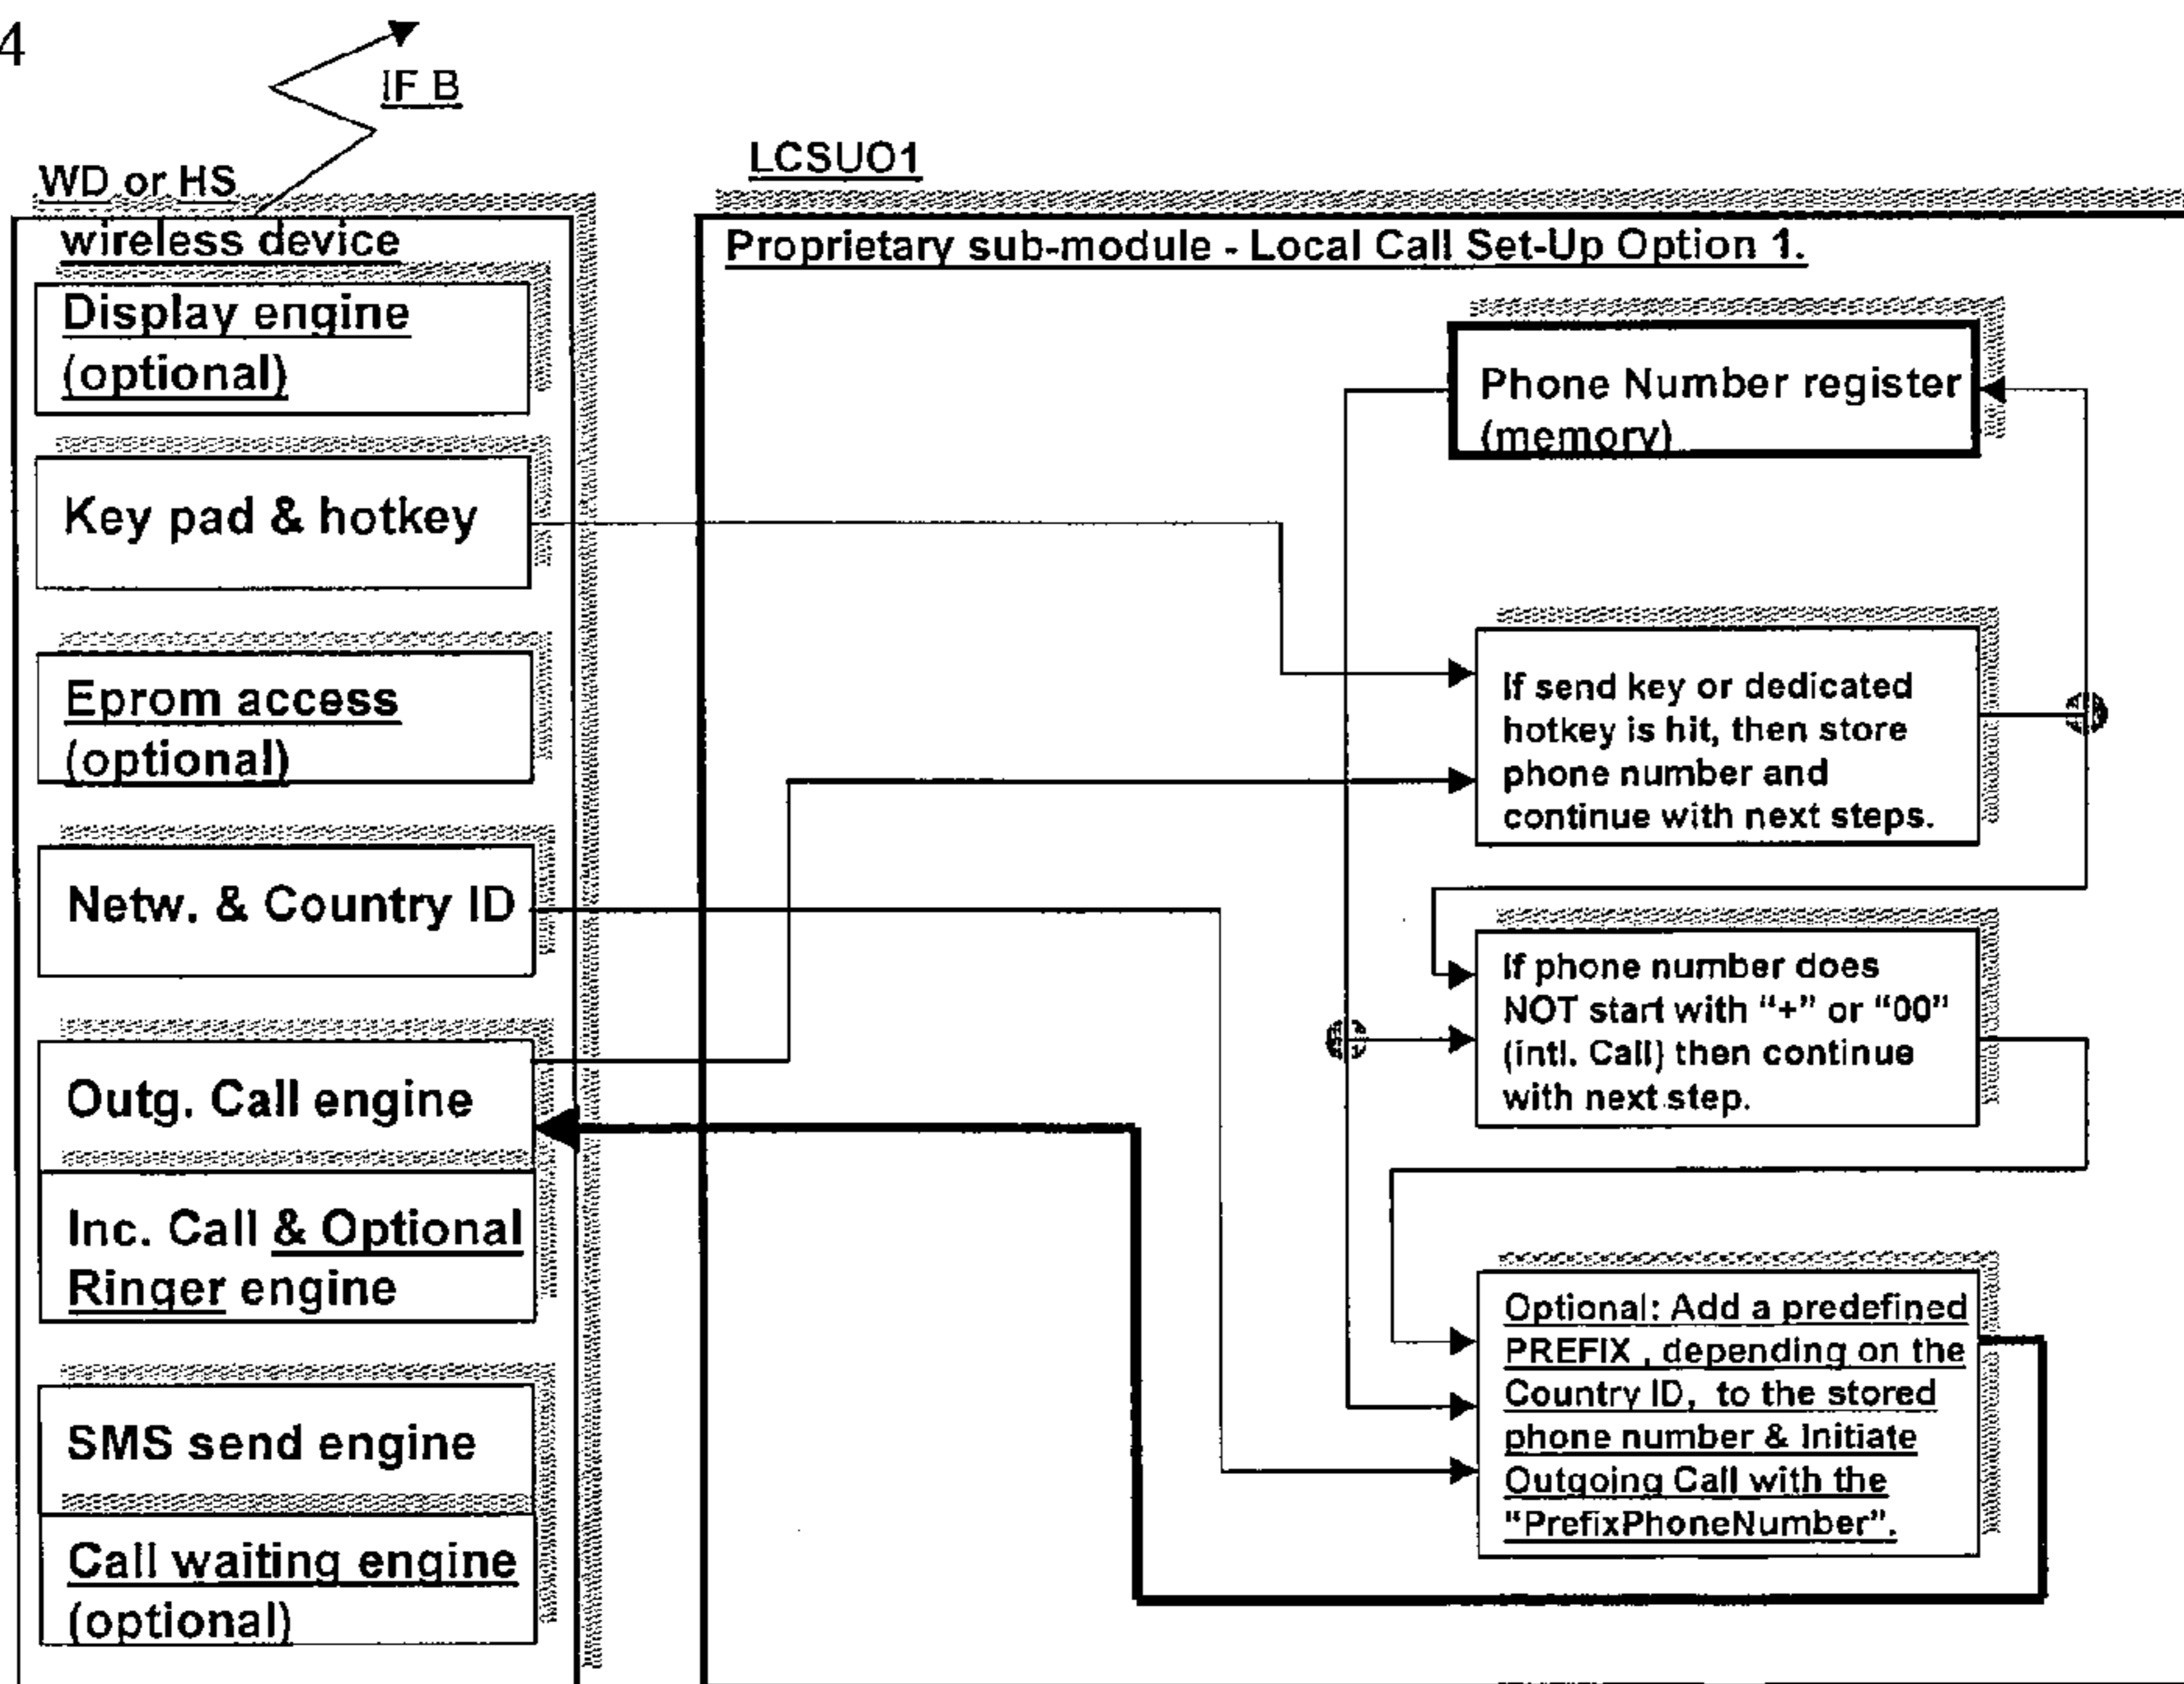 4
IF B
WD or HS
wireless device
Display engine
(optional)
Key pad & hotkey
Eprom access
(optional)
Netw. & Country ID
Outg. Call engine
Inc. Call & Optional
Ringer engine
SMS send engine
Call waiting engine
(optional)
LCSUO1
Proprietary sub-module - Local Call Set-Up Option 1.
Phone Number register
(memory)
If send key or dedicated
hotkey is hit, then store
phone number and
continue with next steps.
If phone number does
NOT start with “+” or “00”
(intl. Call) then continue
with next step.
Optional: Add a predefined
PREFIX , depending on the
Country ID, to the stored
phone number & Initiate
Outgoing Call with the
“PrefixPhoneNumber”.